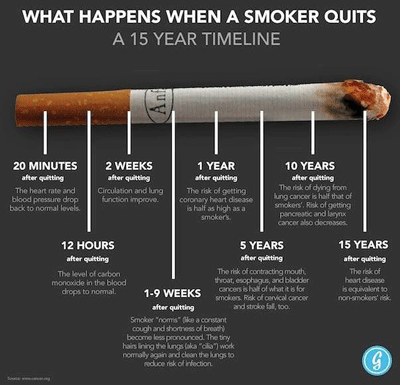 WHAT HAPPENS WHEN A SMOKER QUITS
A 15 YEAR TIMELINE
20 MINUTES
after quitting
The heart rate and
blood pressure drop
back to normal levels.
12 HOURS
after quitting
The level of carbon
monoxide in the blood
drops to normal.
2 WEEKS
after quitting
Circulation and lung
function improve.
1-9 WEEKS
after quitting
Smoker "norms" (like a constant
cough and shortness of breath)
become less pronounced. The tiny
hairs lining the lungs (aka "cilia") work
normally again and clean the lungs to
reduce risk of infection.
1 YEAR
after quitting
The risk of getting
coronary heart disease
is half as high as a
smoker's.
5 YEARS
after quitting
The risk of contracting mouth,
throat, esophagus, and bladder
cancers is half of what it is for
smokers. Risk of cervical cancer
and stroke fall, too.
10 YEARS
after quitting
The risk of dying from
lung cancer is half that of
smokers'. Risk of getting
pancreatic and larynx
cancer also decreases.
15 YEARS
after quitting
The risk of
heart disease
is equivalent to
non-smokers' risk.
Source: www.cancer.org
G